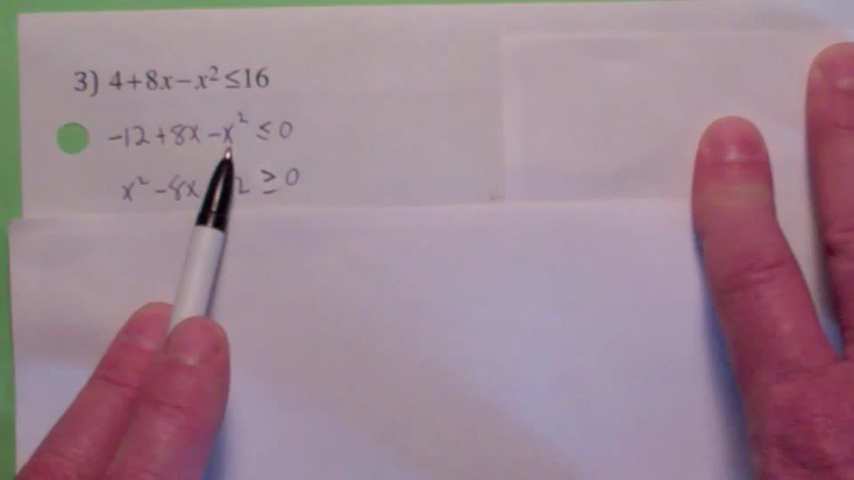 3) 4+8x−x²≤16
-12+8x-x² ≤ 0
x²-8x 2 ≥ 0